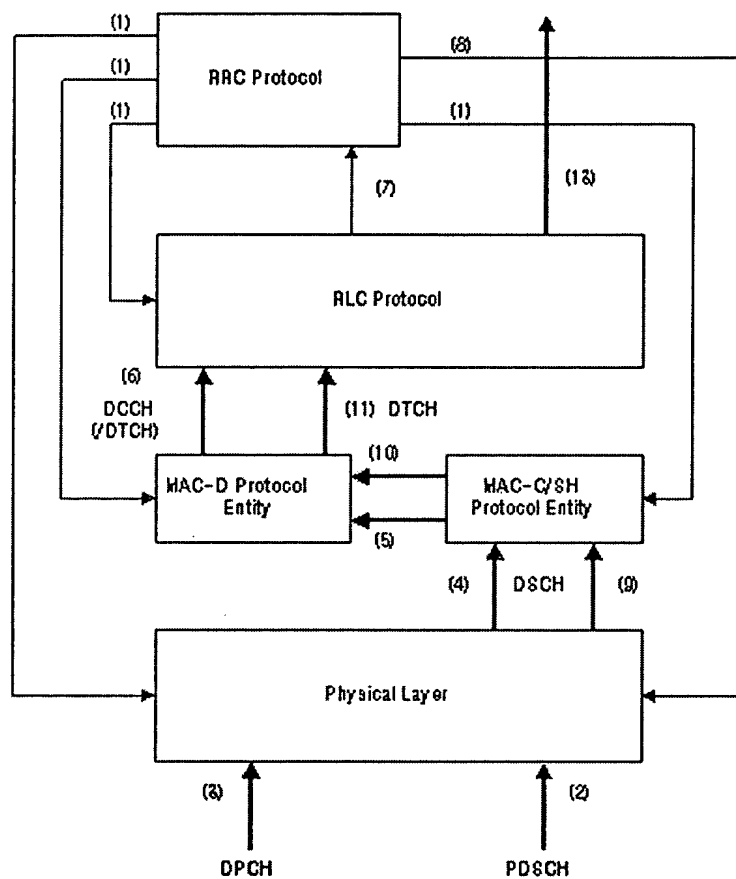 (1)
(8)
(1)
RRC Protocol
(1)
(1)
(7)
(13)
RLC Protocol
(6)
DCCH
(/DTCH)
(11) DTCH
(10)
MAC-D Protocol
Entity
MAC-C/SH
Protocol Entity
(5)
(4)
DSCH
(9)
Physical Layer
(3)
(2)
DPCH
PDSCH